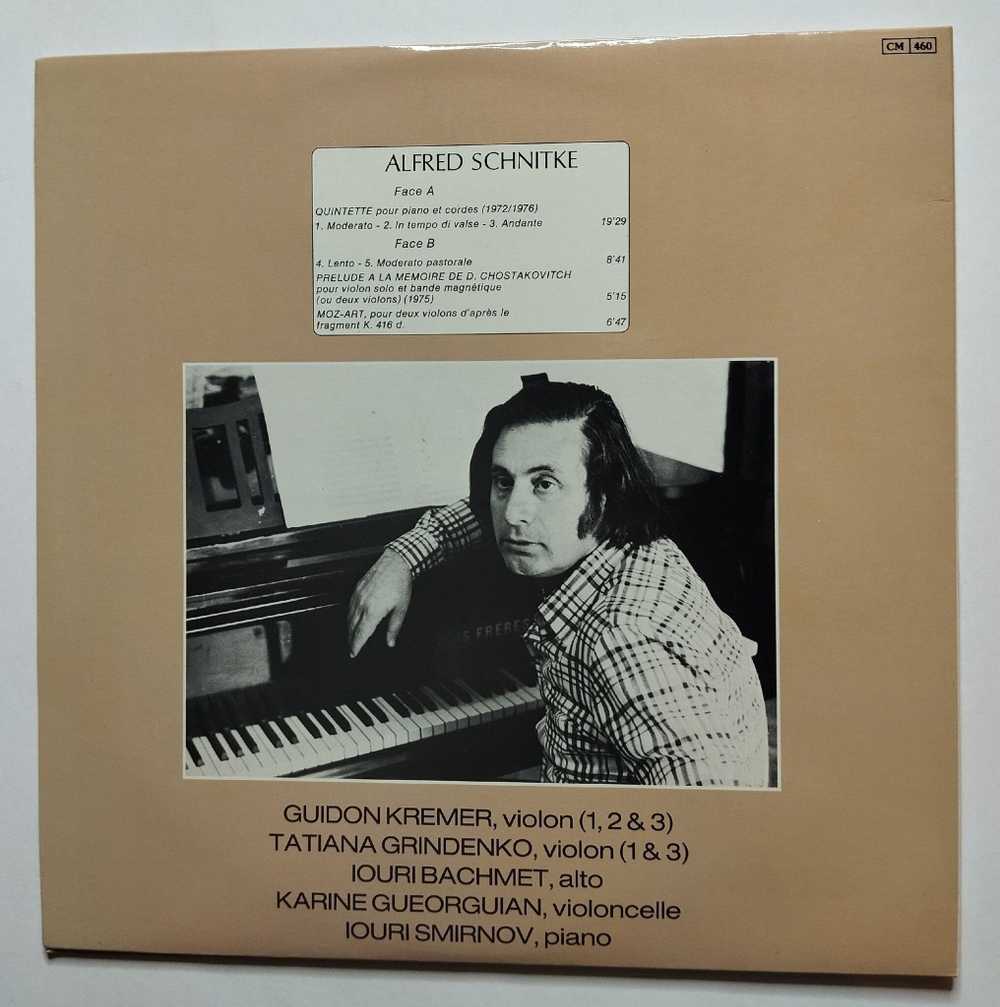 CM 460
ALFRED SCHNITKE
Face A
QUINTETTE pour piano et cordes (1972/1976)
1. Moderato - 2. In tempo di valse - 3. Andante 19'29
Face B
4. Lento - 5. Moderato pastorale 8'41
PRELUDE A LA MEMOIRE DE D. CHOSTAKOVITCH
pour violon solo et bande magnétique
(ou deux violons) (1975) 5'15
MOZ-ART, pour deux violons d'après le
fragment K. 416 d. 6'47
FRERES
GUIDON KREMER, violon (1, 2 & 3)
TATIANA GRINDENKO, violon (1 & 3)
IOURI BACHMET, alto
KARINE GUEORGUIAN, violoncelle
IOURI SMIRNOV, piano